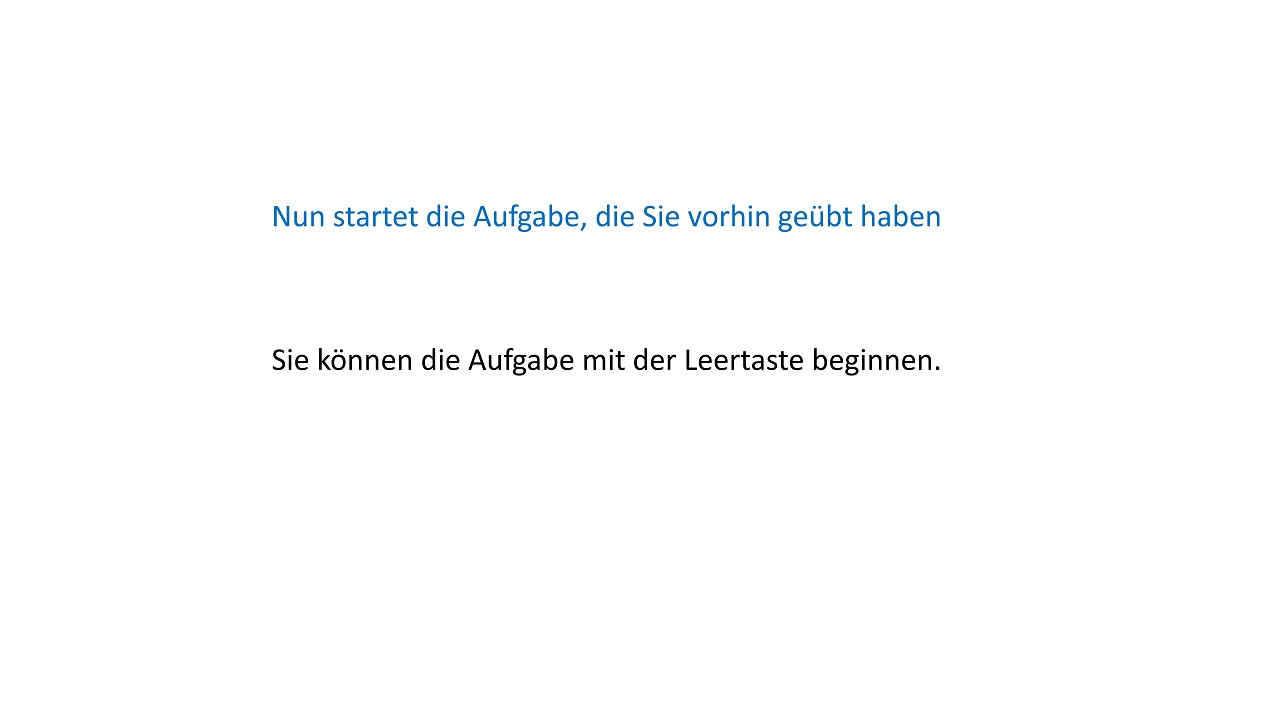 Nun startet die Aufgabe, die Sie vorhin geübt haben
Sie können die Aufgabe mit der Leertaste beginnen.